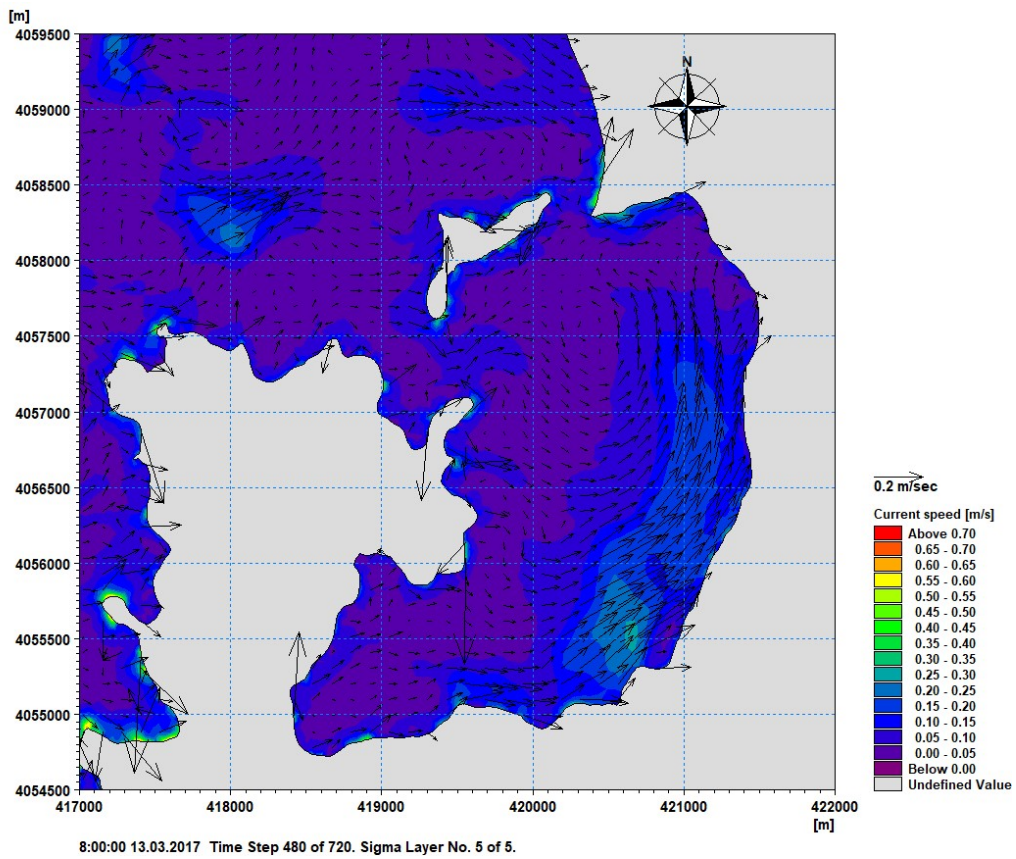 [m]
4059500
4059000
4058500
4058000
4057500
4057000
4056500
4056000
4055500
4055000
4054500
417000 418000 419000 420000 421000 422000
[m]
N
0.2 m/sec
Current speed [m/s]
Above 0.70
0.65 - 0.70
0.60 - 0.65
0.55 - 0.60
0.50 - 0.55
0.45 - 0.50
0.40 - 0.45
0.35 - 0.40
0.30 - 0.35
0.25 - 0.30
0.20 - 0.25
0.15 - 0.20
0.10 - 0.15
0.05 - 0.10
0.00 - 0.05
Below 0.00
Undefined Value
8:00:00 13.03.2017 Time Step 480 of 720. Sigma Layer No. 5 of 5.